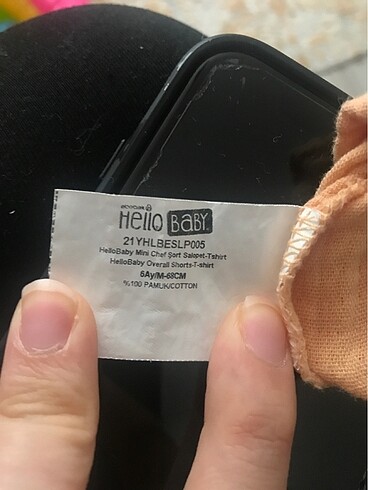 Hello BABY
21YHLBESLP005
HelloBaby Mini Chef Şort Salopet-Tshirt
HelloBaby Overall Shorts-T-shirt
6Ay/M-68CM
%100 PAMUK/COTTON